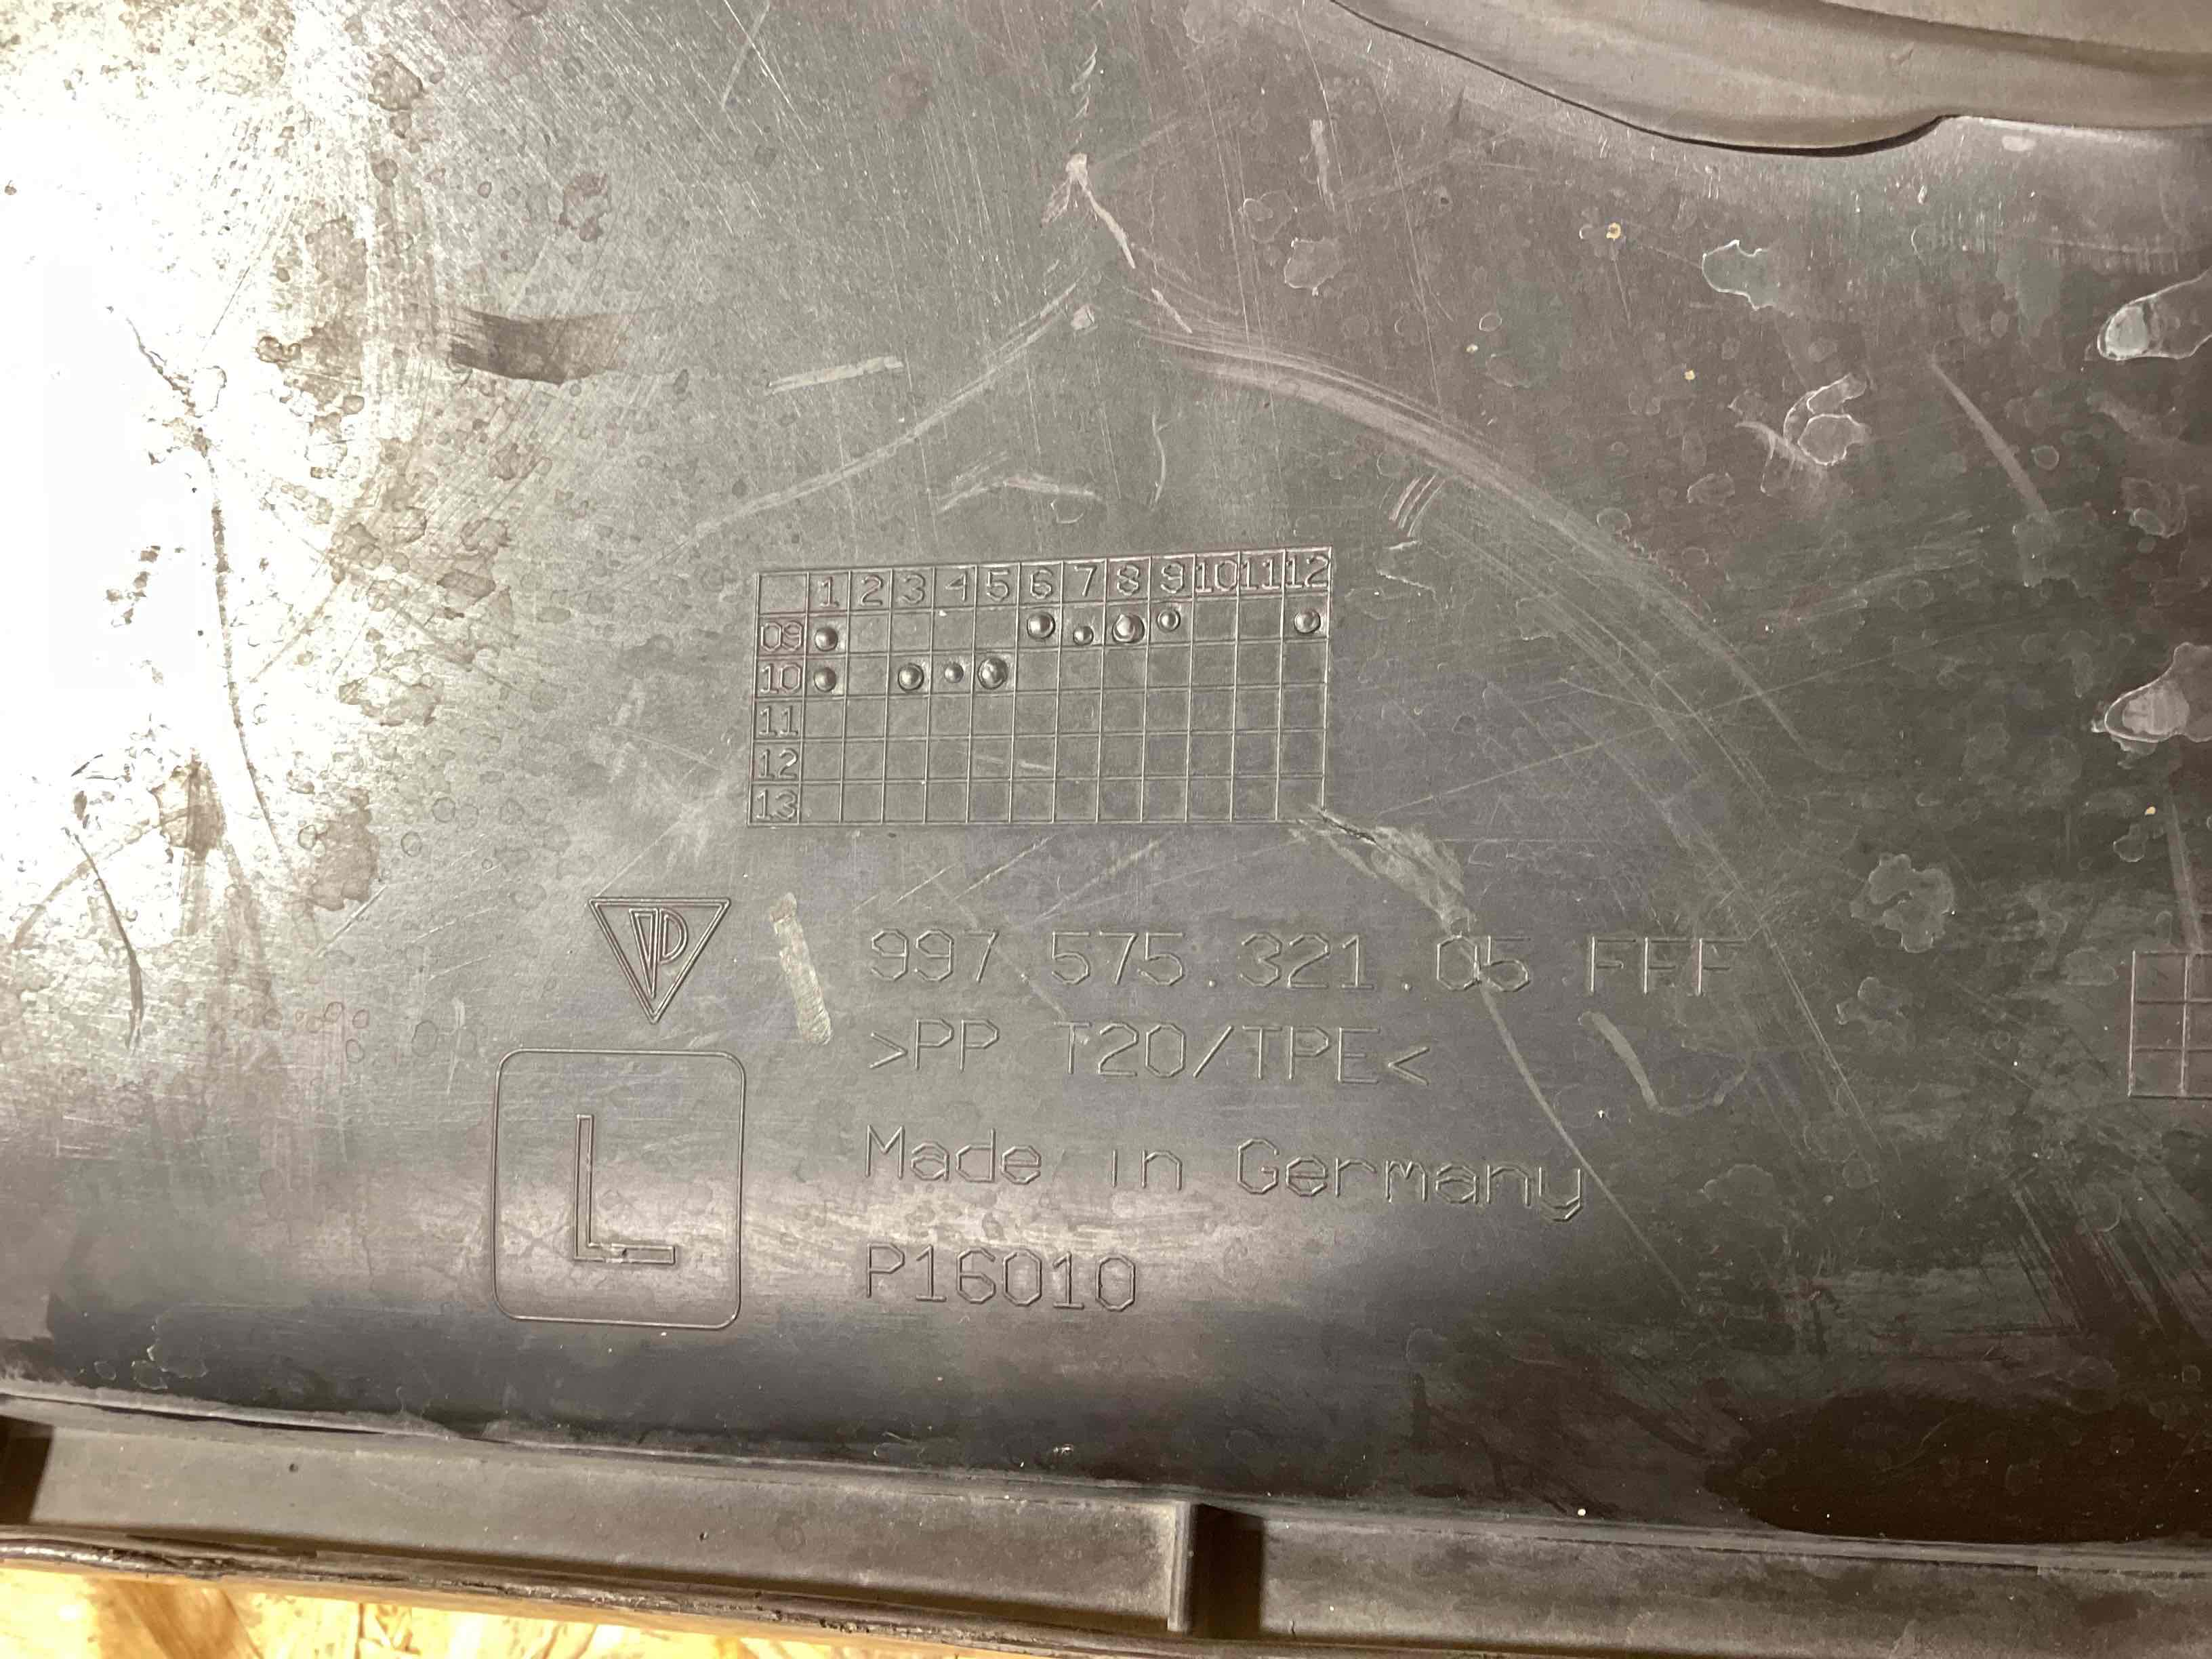 1 2 3 4 5 6 7 8 9 10 11 12
09
10
11
12
13
P
997 575.321.05 FFF
>PP T20/TPE<
L
Made in Germany
P16010